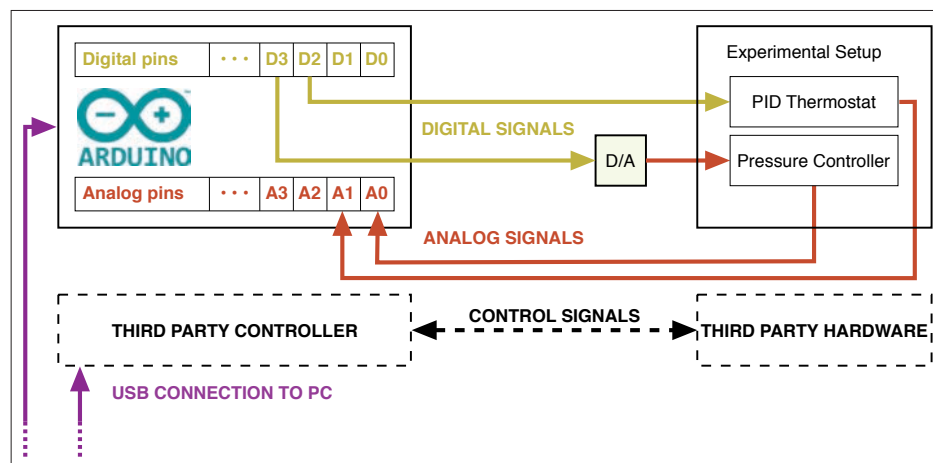 Digital pins ··· D3 D2 D1 D0
Experimental Setup
PID Thermostat
DIGITAL SIGNALS
ARDUINO
D/A
Pressure Controller
Analog pins ··· A3 A2 A1 A0
ANALOG SIGNALS
THIRD PARTY CONTROLLER
CONTROL SIGNALS
THIRD PARTY HARDWARE
USB CONNECTION TO PC